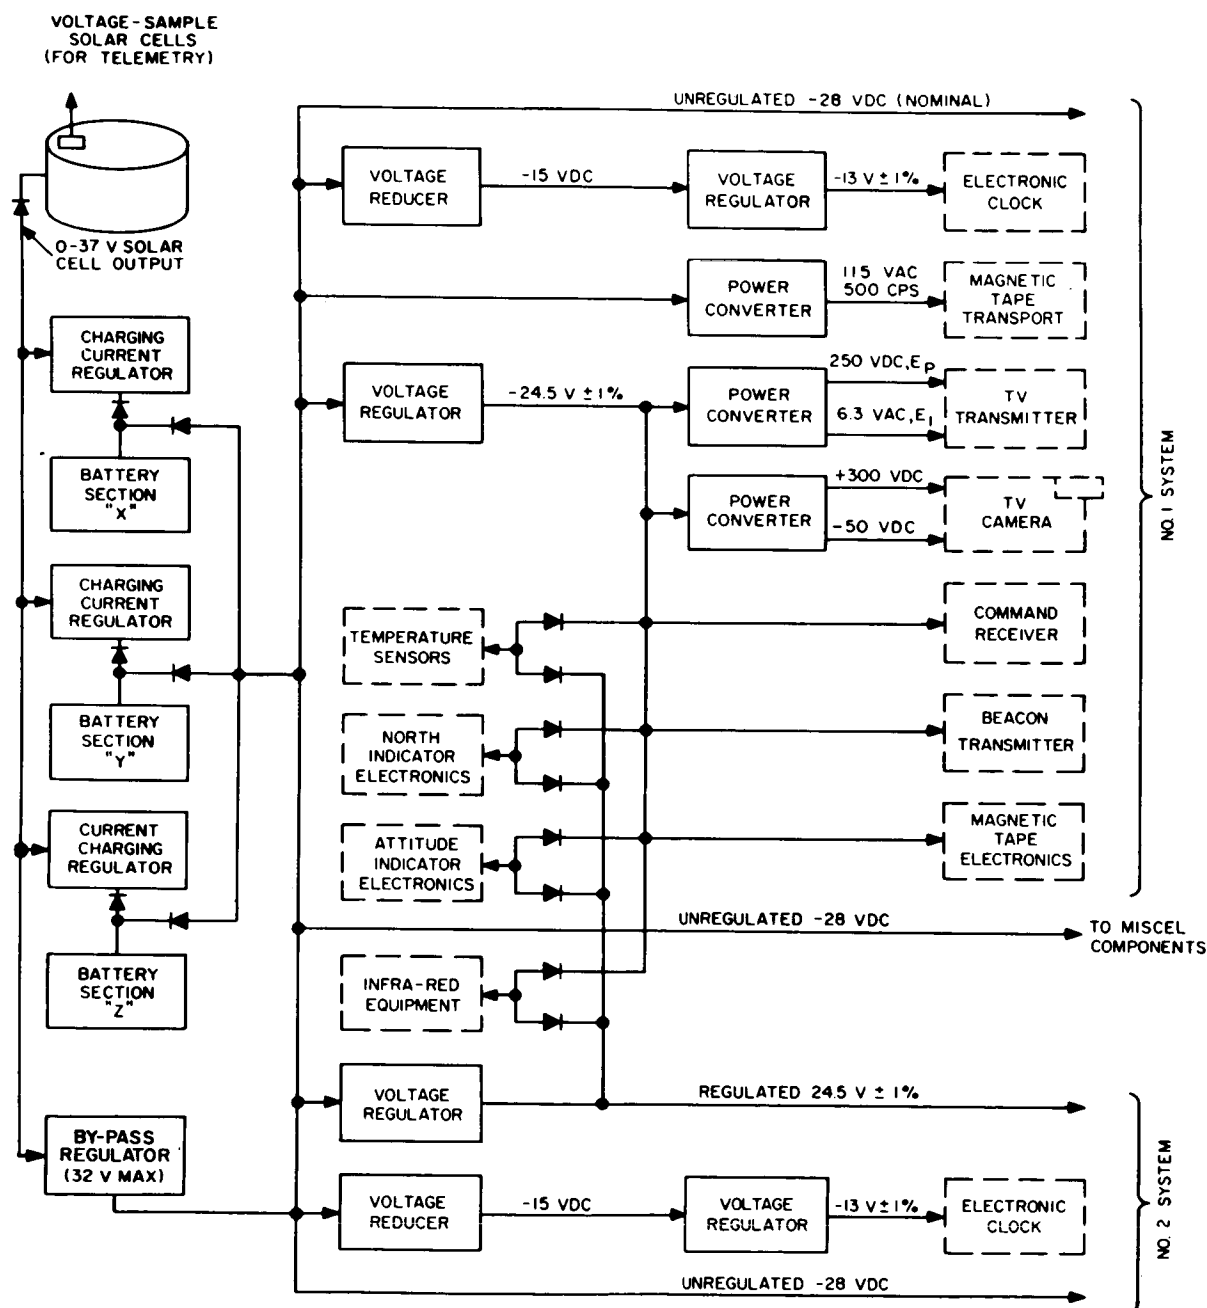 VOLTAGE-SAMPLE
SOLAR CELLS
(FOR TELEMETRY)
0-37 V SOLAR
CELL OUTPUT
CHARGING
CURRENT
REGULATOR
BATTERY
SECTION
"X"
CHARGING
CURRENT
REGULATOR
BATTERY
SECTION
"Y"
CURRENT
CHARGING
REGULATOR
BATTERY
SECTION
"Z"
BY-PASS
REGULATOR
(32 V MAX)
UNREGULATED -28 VDC (NOMINAL)
VOLTAGE
REDUCER
-15 VDC
VOLTAGE
REGULATOR
-13 V ± 1%
ELECTRONIC
CLOCK
POWER
CONVERTER
115 VAC
500 CPS
MAGNETIC
TAPE
TRANSPORT
VOLTAGE
REGULATOR
-24.5 V ± 1%
POWER
CONVERTER
250 VDC, EP
6.3 VAC, E1
TV
TRANSMITTER
POWER
CONVERTER
+300 VDC
-50 VDC
TV
CAMERA
TEMPERATURE
SENSORS
COMMAND
RECEIVER
NORTH
INDICATOR
ELECTRONICS
BEACON
TRANSMITTER
ATTITUDE
INDICATOR
ELECTRONICS
MAGNETIC
TAPE
ELECTRONICS
NO. 1 SYSTEM
UNREGULATED -28 VDC
TO MISCEL
COMPONENTS
INFRA-RED
EQUIPMENT
VOLTAGE
REGULATOR
REGULATED 24.5 V ± 1%
VOLTAGE
REDUCER
-15 VDC
VOLTAGE
REGULATOR
-13 V ± 1%
ELECTRONIC
CLOCK
UNREGULATED -28 VDC
NO. 2 SYSTEM